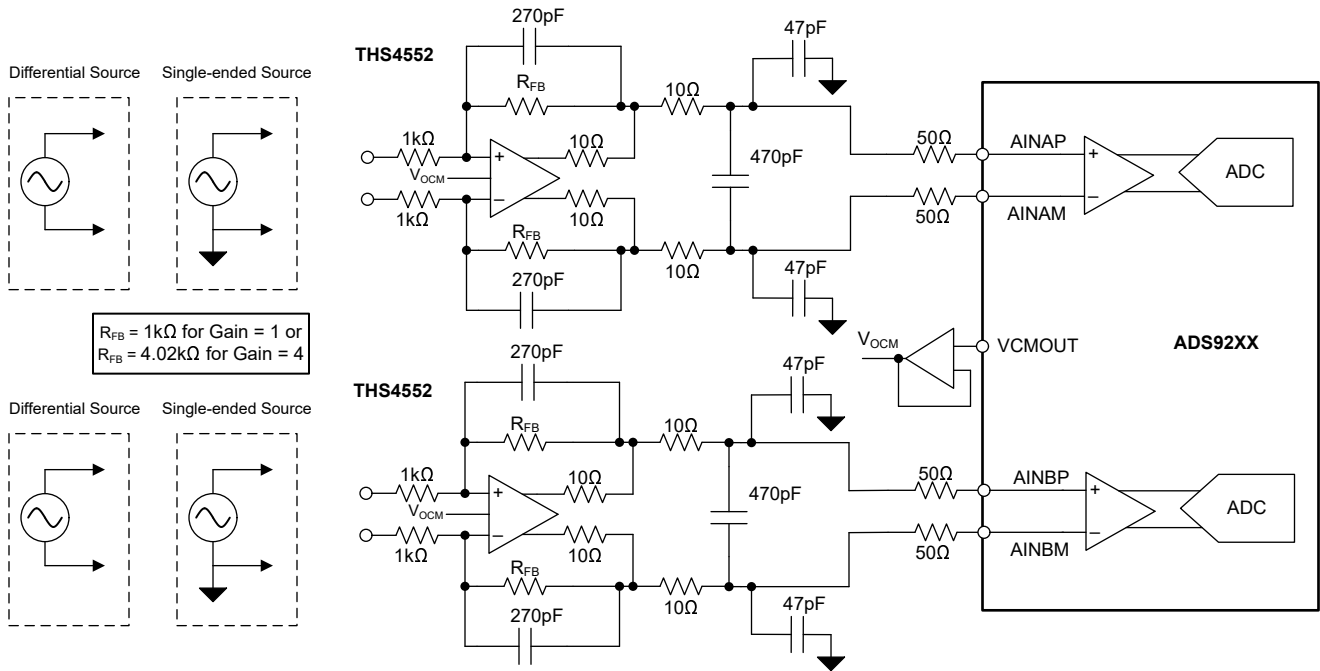 270pF
47pF
THS4552
Differential Source
Single-ended Source
RFB
10Ω
10Ω
1kΩ
+
50Ω
AINAP
+
VOCM
470pF
ADC
−
1kΩ
10Ω
50Ω
AINAM
−
RFB
10Ω
270pF
47pF
RFB = 1kΩ for Gain = 1 or
RFB = 4.02kΩ for Gain = 4
VOCM
VCMOUT
ADS92XX
270pF
47pF
THS4552
Differential Source
Single-ended Source
RFB
10Ω
10Ω
1kΩ
+
50Ω
AINBP
+
VOCM
470pF
ADC
−
1kΩ
10Ω
50Ω
AINBM
−
RFB
10Ω
270pF
47pF